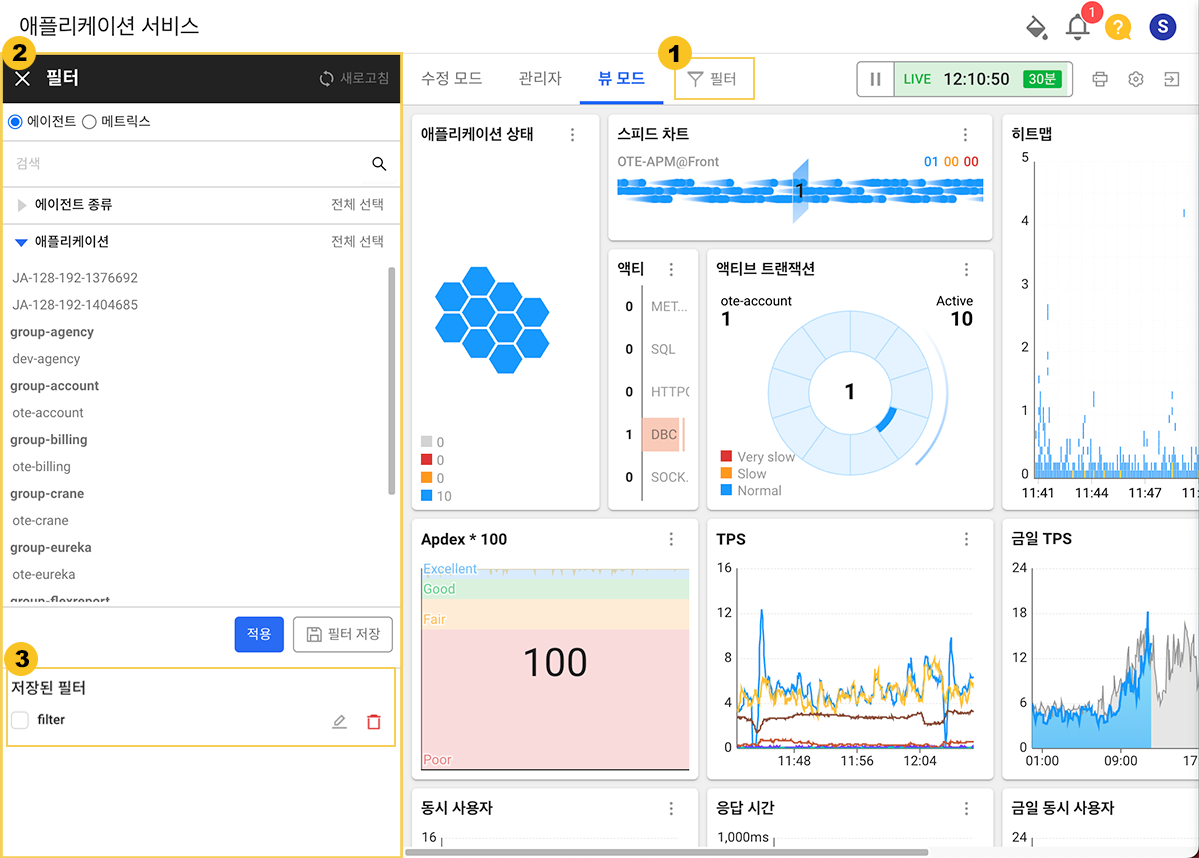 애플리케이션 서비스
1
?
S
2
필터
새로고침
에이전트
메트릭스
검색
에이전트 종류
전체 선택
애플리케이션
전체 선택
JA-128-192-1376692
JA-128-192-1404685
group-agency
dev-agency
group-account
ote-account
group-billing
ote-billing
group-crane
ote-crane
group-eureka
ote-eureka
group-flexreport
적용
필터 저장
3
저장된 필터
filter
수정 모드
관리자
뷰 모드
1
필터
LIVE
12:10:50
30분
애플리케이션 상태
0
0
0
10
스피드 차트
OTE-APM@Front
01 00 00
1
액티
0 MET...
0 SQL
0 HTTPC
1 DBC
0 SOCK.
액티브 트랜잭션
ote-account
1
Active
10
1
Very slow
Slow
Normal
히트맵
5
4
3
2
1
0
11:41 11:44 11:47 11:
Apdex * 100
Excellent
Good
Fair
100
Poor
TPS
16
12
8
4
0
11:48 11:56 12:04
금일 TPS
24
18
12
6
0
01:00 09:00 17
동시 사용자
16
응답 시간
1,000ms
금일 동시 사용자
24